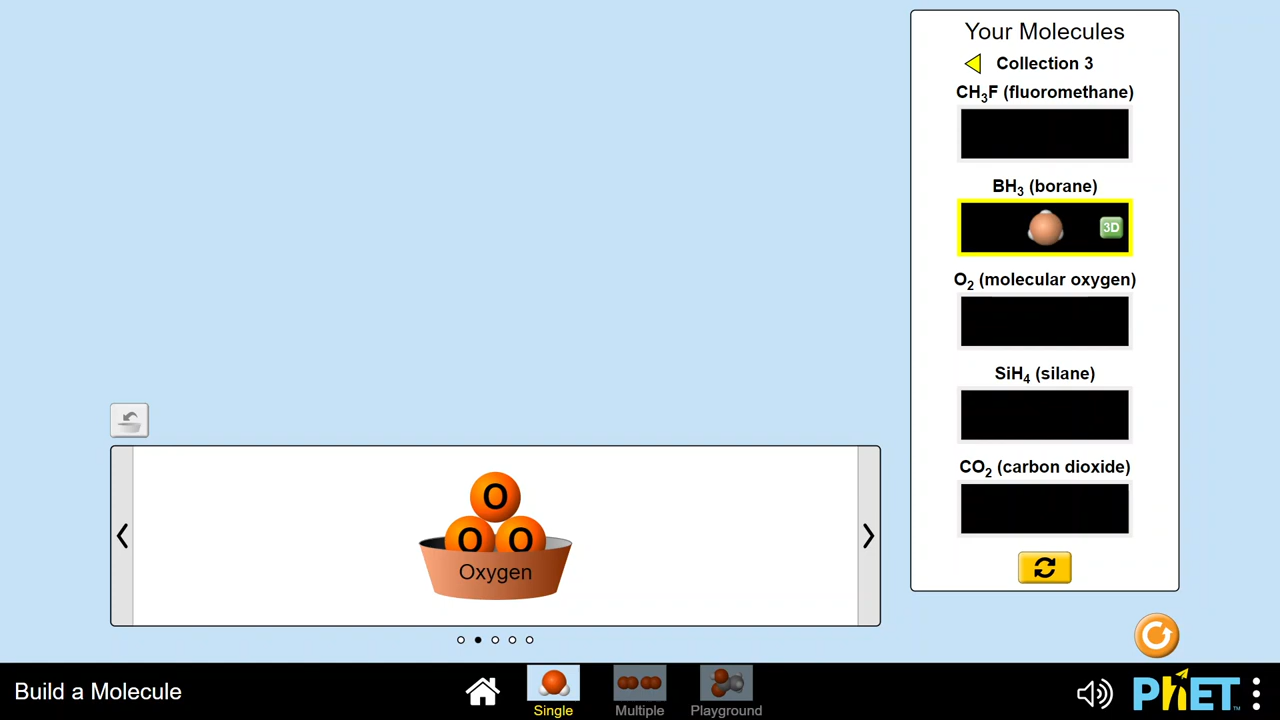 Your Molecules
Collection 3
CH₃F (fluoromethane)
BH₃ (borane)
3D
O₂ (molecular oxygen)
SiH₄ (silane)
CO₂ (carbon dioxide)
O
O O
Oxygen
Build a Molecule
Single
Multiple
Playground
PhET™